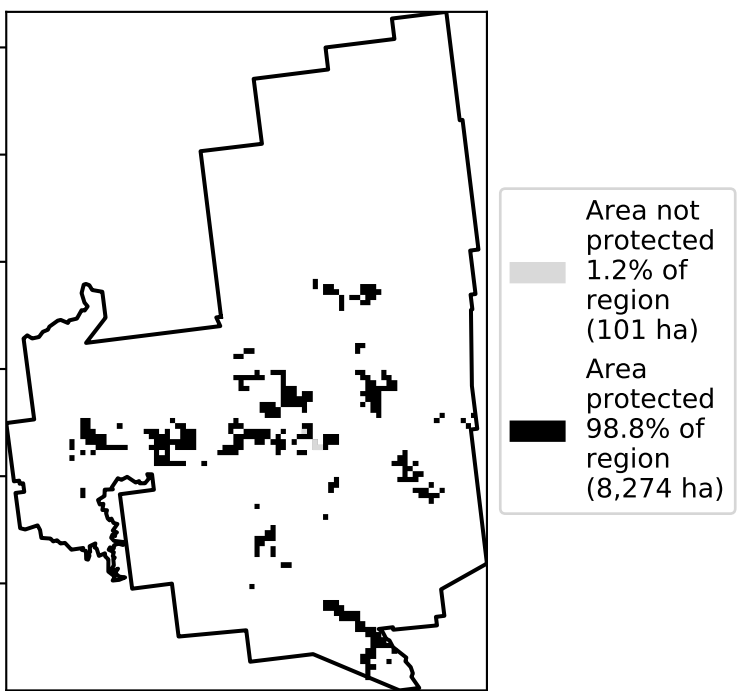 Area not
protected
1.2% of
region
(101 ha)
Area
protected
98.8% of
region
(8,274 ha)